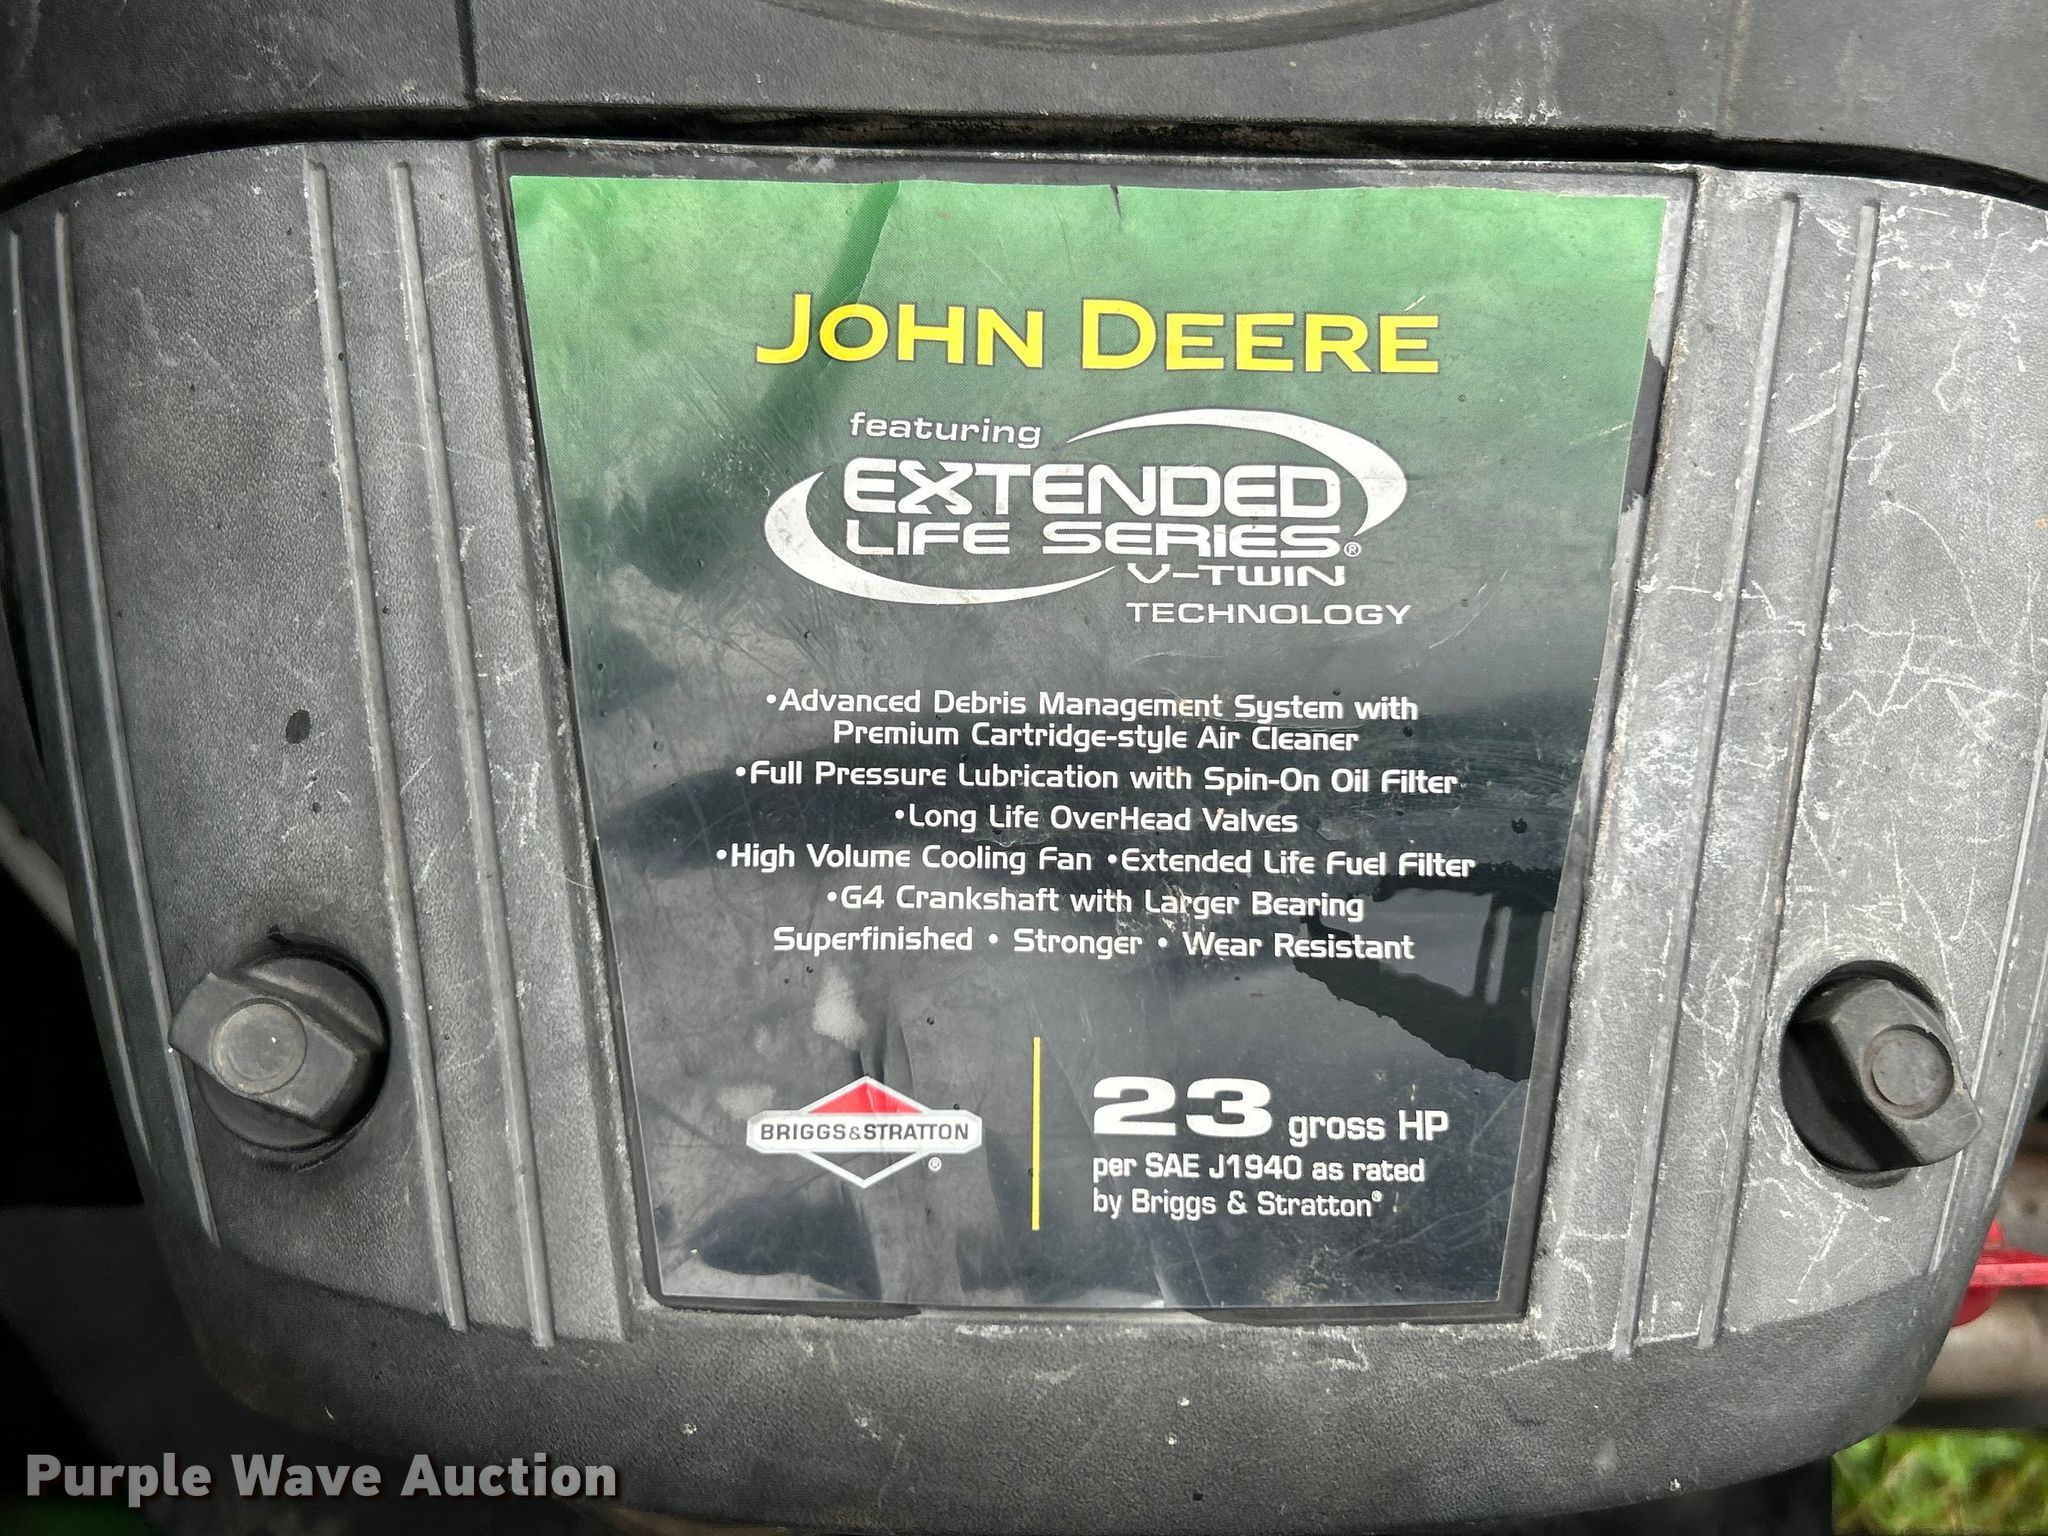 JOHN DEERE
featuring
EXTENDED
LIFE SERIES®
V-TWIN
TECHNOLOGY
•Advanced Debris Management System with
Premium Cartridge-style Air Cleaner
•Full Pressure Lubrication with Spin-On Oil Filter
•Long Life OverHead Valves
•High Volume Cooling Fan •Extended Life Fuel Filter
•G4 Crankshaft with Larger Bearing
Superfinished • Stronger • Wear Resistant
BRIGGS&STRATTON
®
23 gross HP
per SAE J1940 as rated
by Briggs & Stratton®
Purple Wave Auction